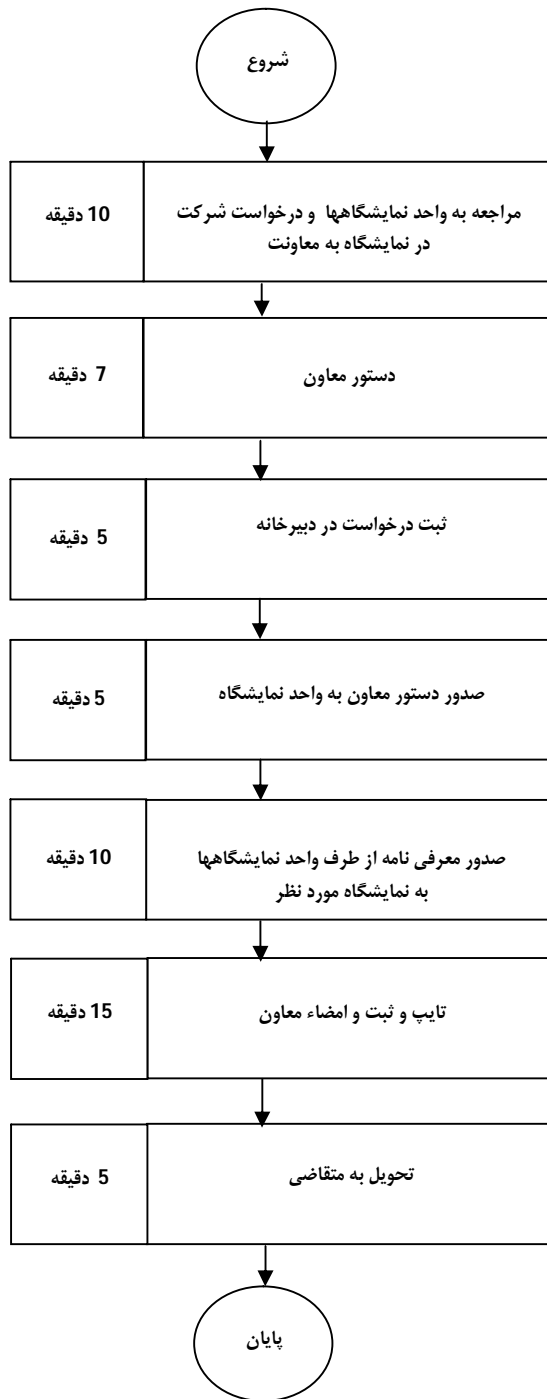 شروع
مراجعه به واحد نمایشگاهها و درخواست شرکت
در نمایشگاه به معاونت
10 دقیقه
دستور معاون
7 دقیقه
ثبت درخواست در دبیرخانه
5 دقیقه
صدور دستور معاون به واحد نمایشگاه
5 دقیقه
صدور معرفی نامه از طرف واحد نمایشگاهها
به نمایشگاه مورد نظر
10 دقیقه
تایپ و ثبت و امضاء معاون
15 دقیقه
تحویل به متقاضی
5 دقیقه
پایان